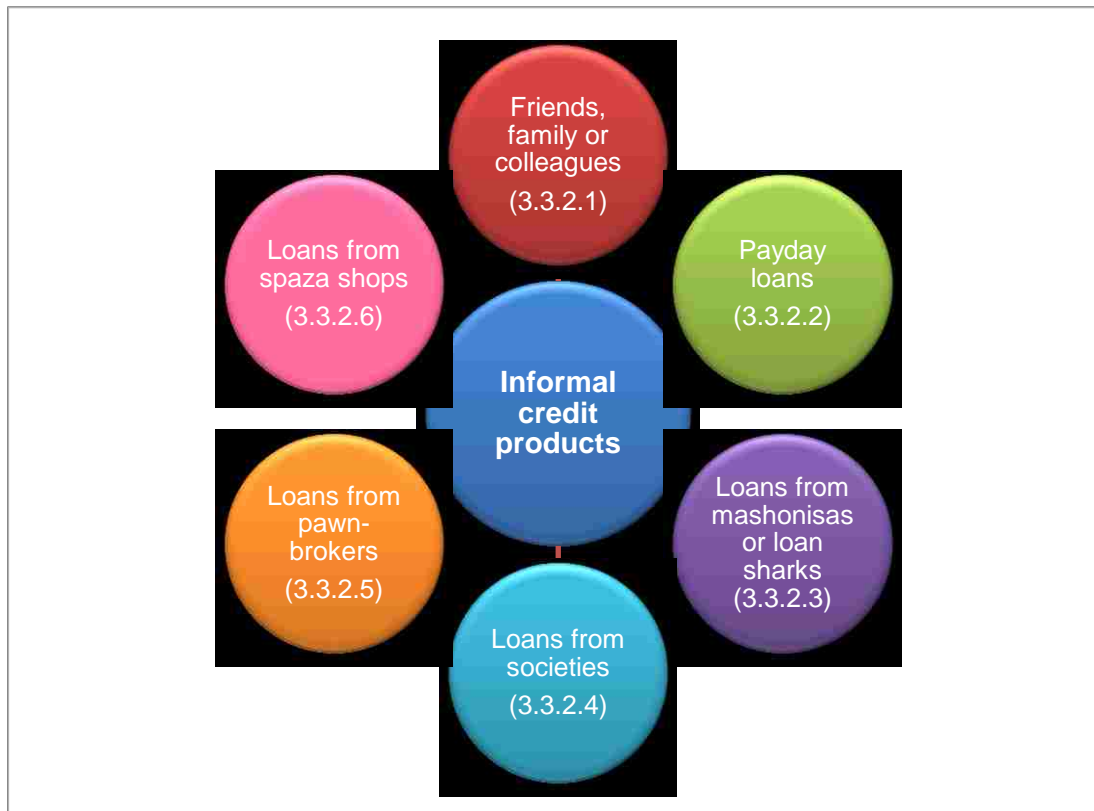 Friends,
family or
colleagues
(3.3.2.1)
Payday
loans
(3.3.2.2)
Loans from
mashonisas
or loan
sharks
(3.3.2.3)
Loans from
societies
(3.3.2.4)
Loans from
pawn-
brokers
(3.3.2.5)
Loans from
spaza shops
(3.3.2.6)
Informal
credit
products